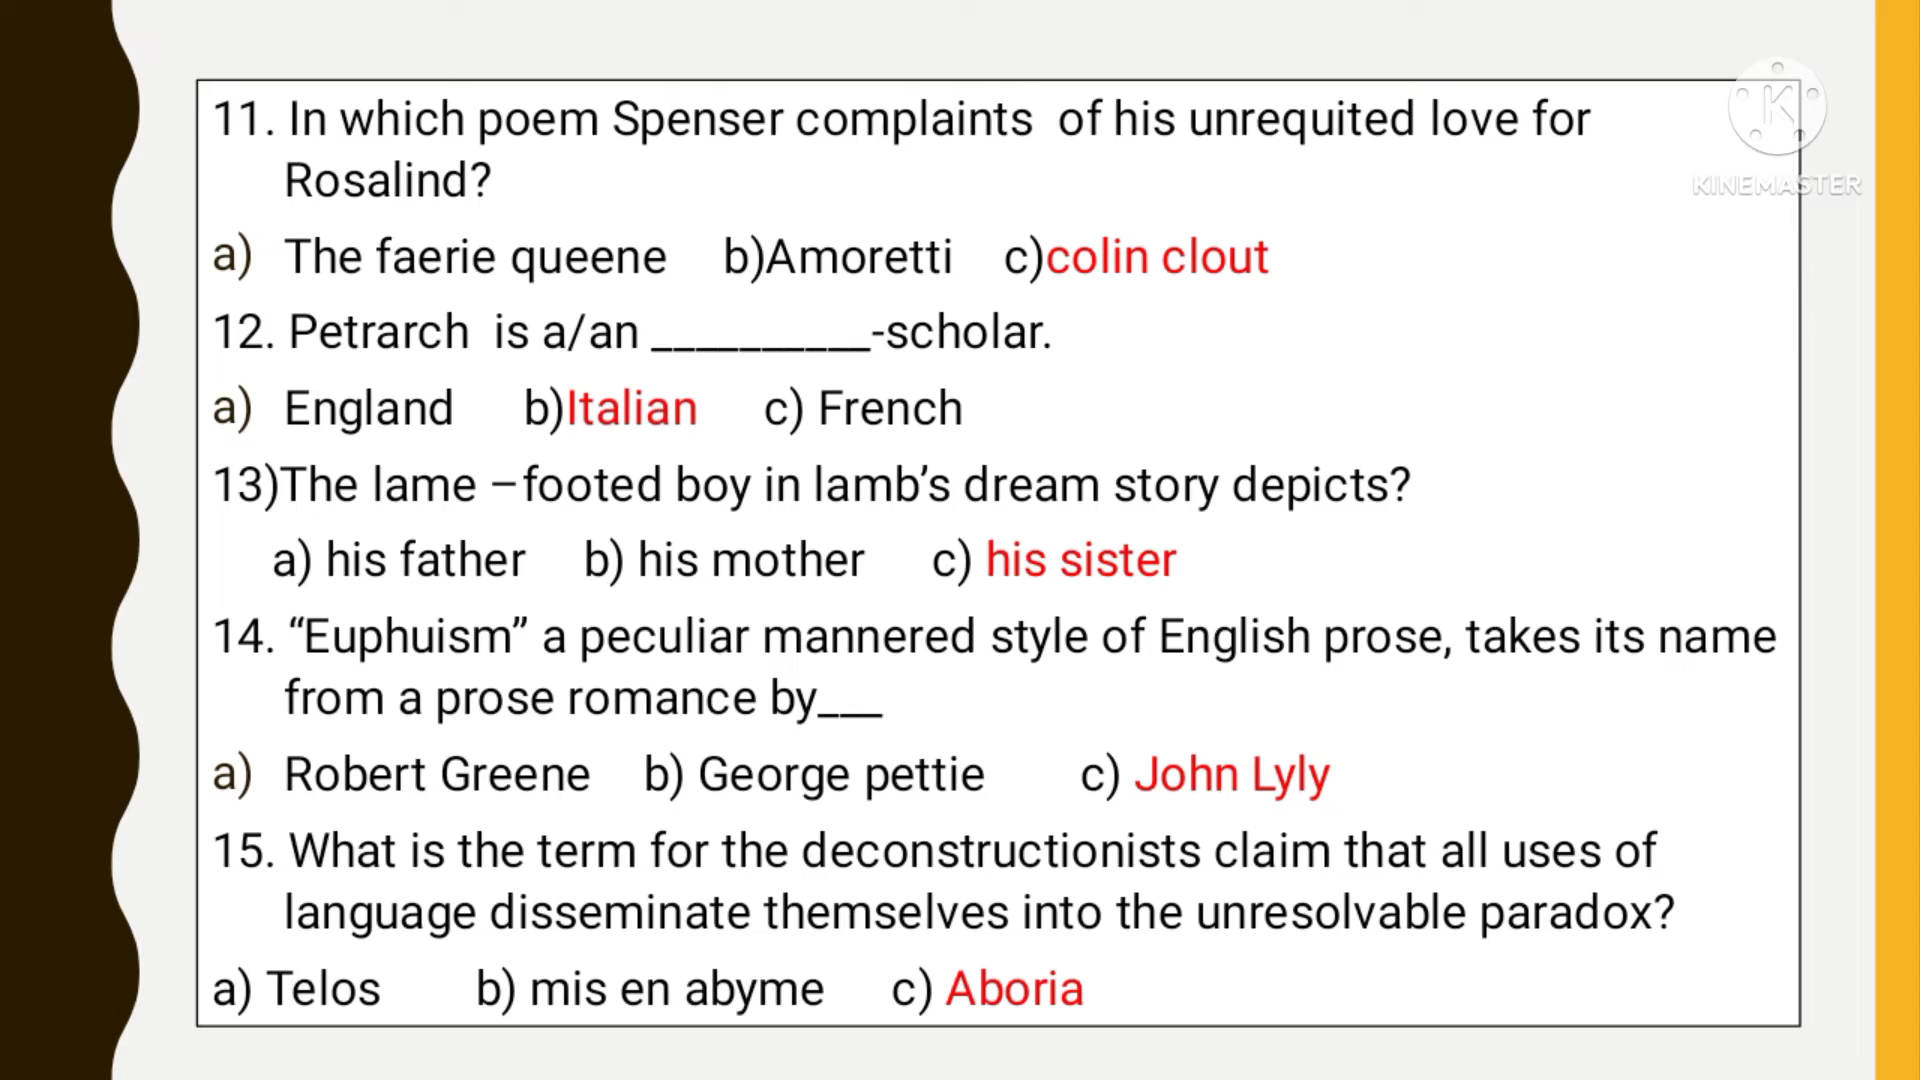 11. In which poem Spenser complaints of his unrequited love for
Rosalind?
a) The faerie queene b)Amoretti c)colin clout
12. Petrarch is a/an __________-scholar.
a) England b)Italian c) French
13)The lame –footed boy in lamb’s dream story depicts?
a) his father b) his mother c) his sister
14. “Euphuism” a peculiar mannered style of English prose, takes its name
from a prose romance by___
a) Robert Greene b) George pettie c) John Lyly
15. What is the term for the deconstructionists claim that all uses of
language disseminate themselves into the unresolvable paradox?
a) Telos b) mis en abyme c) Aboria
K
KINEMASTER